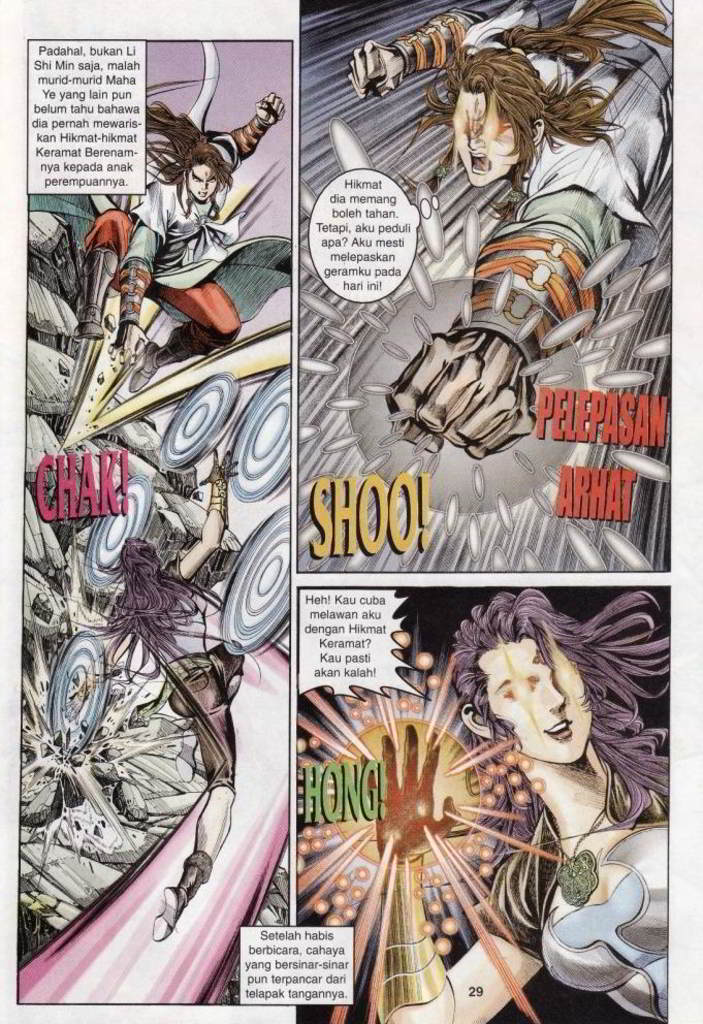 Padahal, bukan Li
Shi Min saja, malah
murid-murid Maha
Ye yang lain pun
belum tahu bahawa
dia pernah mewaris-
kan Hikmat-hikmat
Keramat Berenam-
nya kepada anak
perempuannya.
CHAK!
Hikmat
dia memang
boleh tahan.
Tetapi, aku peduli
apa? Aku mesti
melepaskan
geramku pada
hari ini!
PELEPASAN
ARHAT
SHOO!
Heh! Kau cuba
melawan aku
dengan Hikmat
Keramat?
Kau pasti
akan kalah!
HONG!
Setelah habis
berbicara, cahaya
yang bersinar-sinar
pun terpancar dari
telapak tangannya.
29